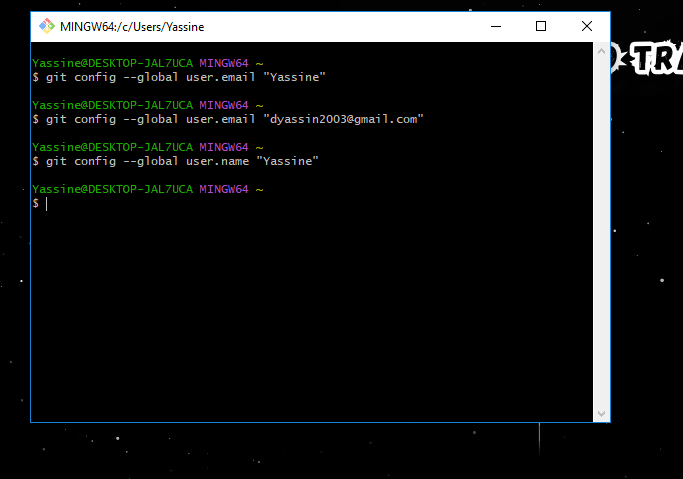 MINGW64:/c/Users/Yassine
Yassine@DESKTOP-JAL7UCA MINGW64 ~
$ git config --global user.email "Yassine"
Yassine@DESKTOP-JAL7UCA MINGW64 ~
$ git config --global user.email "dyassin2003@gmail.com"
Yassine@DESKTOP-JAL7UCA MINGW64 ~
$ git config --global user.name "Yassine"
Yassine@DESKTOP-JAL7UCA MINGW64 ~
$